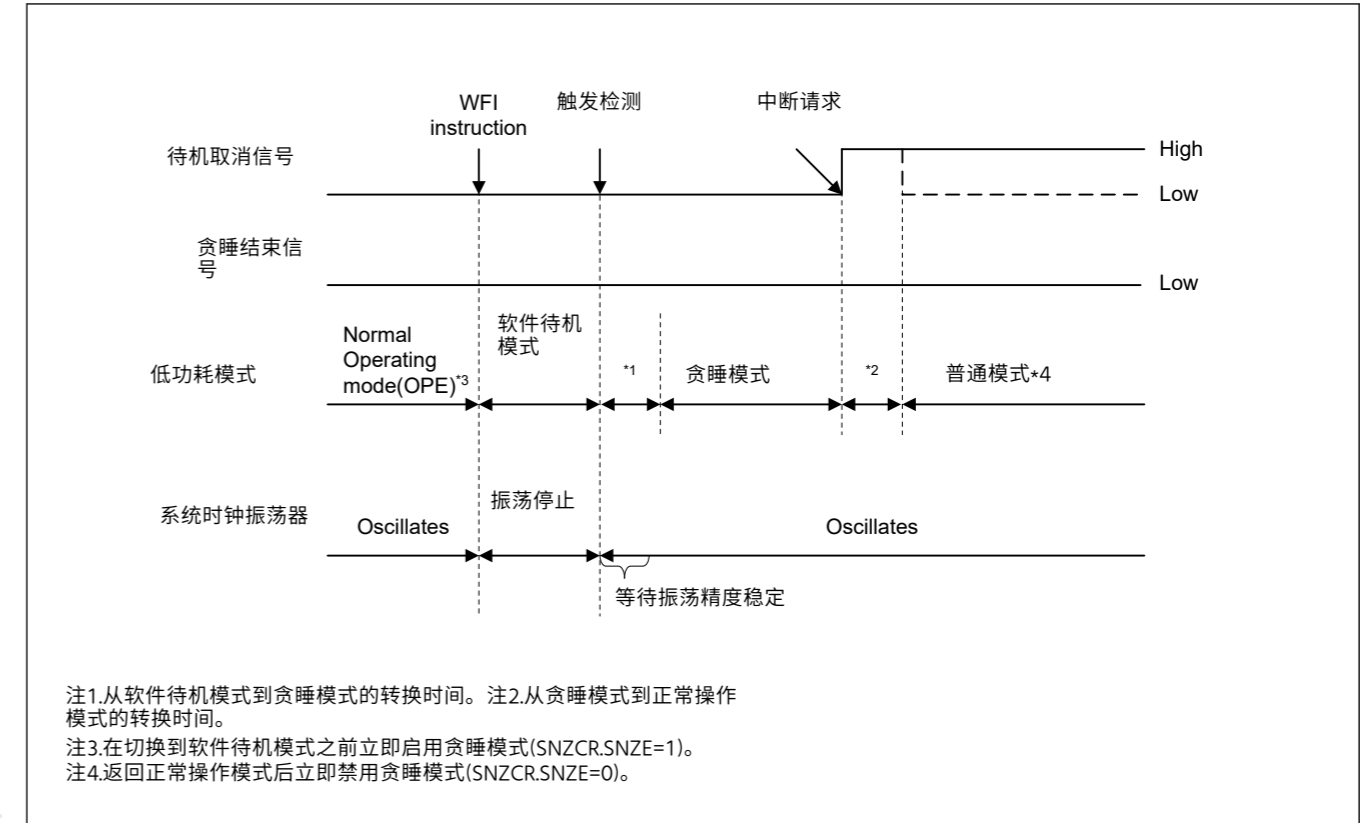 WFI
instruction
触发检测
中断请求
待机取消信号
High
Low
贪睡结束信
号
Low
Normal
Operating
mode(OPE)*3
软件待机
模式
低功耗模式
*1
贪睡模式
*2
普通模式*4
系统时钟振荡器
Oscillates
振荡停止
Oscillates
等待振荡精度稳定
注1.从软件待机模式到贪睡模式的转换时间。注2.从贪睡模式到正常操作
模式的转换时间。
注3.在切换到软件待机模式之前立即启用贪睡模式(SNZCR.SNZE=1)。
注4.返回正常操作模式后立即禁用贪睡模式(SNZCR.SNZE=0)。